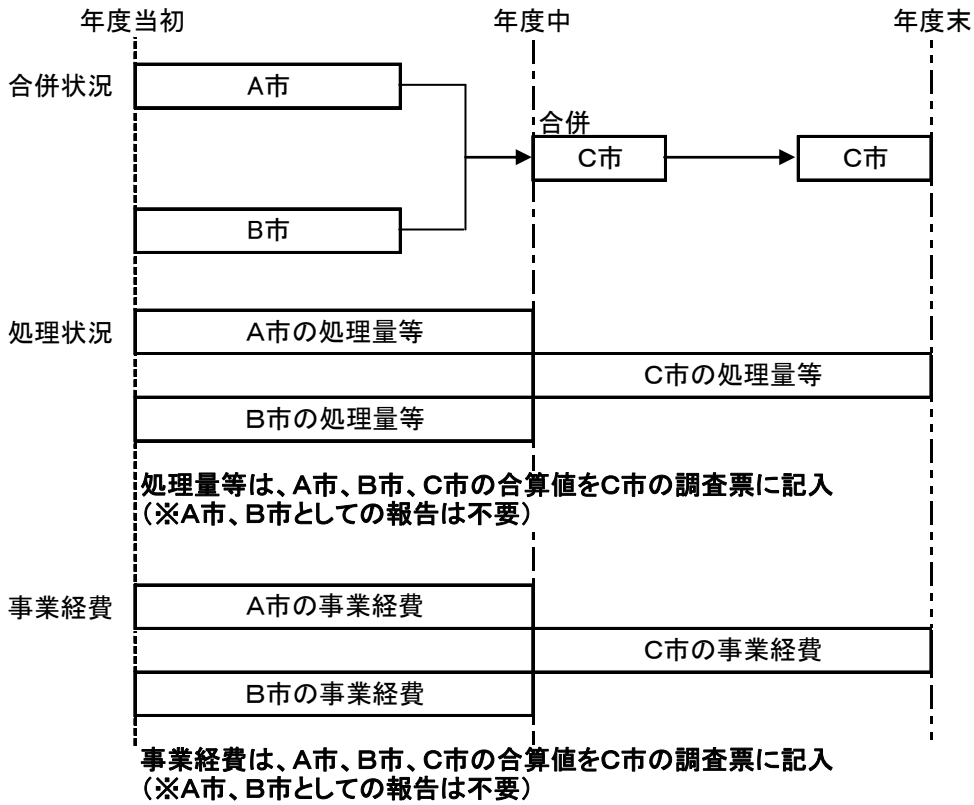 年度当初 年度中 年度末
合併状況 A市
合併
C市 C市
B市
処理状況 A市の処理量等
C市の処理量等
B市の処理量等
処理量等は、A市、B市、C市の合算値をC市の調査票に記入
(※A市、B市としての報告は不要)
事業経費 A市の事業経費
C市の事業経費
B市の事業経費
事業経費は、A市、B市、C市の合算値をC市の調査票に記入
(※A市、B市としての報告は不要)